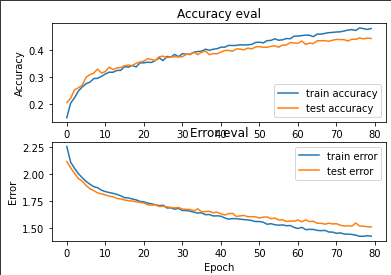 Accuracy eval
Accuracy
0.4
0.3
0.2
train accuracy
test accuracy
0 10 20 30 40 50 60 70 80
Error eval
Error
2.25
2.00
1.75
1.50
train error
test error
0 10 20 30 40 50 60 70 80
Epoch